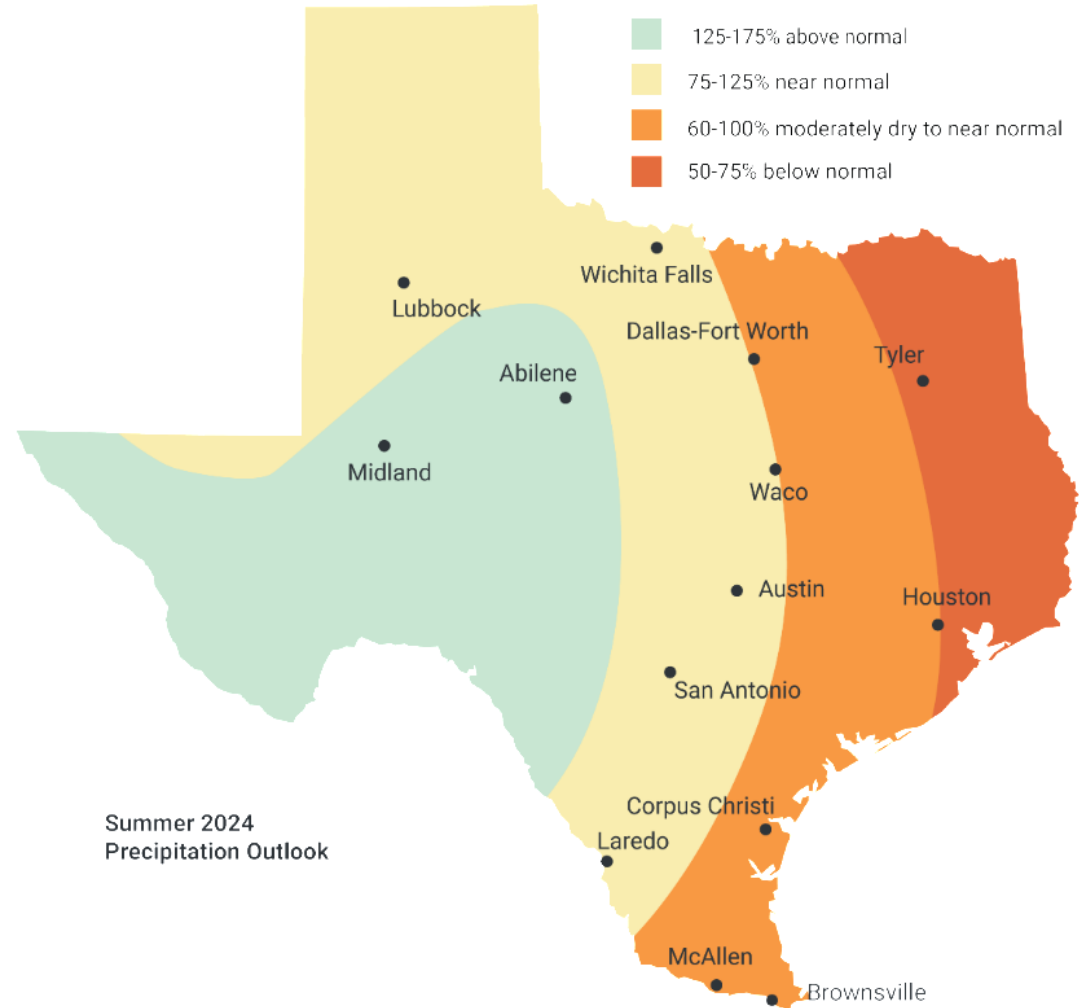 125-175% above normal
75-125% near normal
60-100% moderately dry to near normal
50-75% below normal
Wichita Falls
Lubbock
Dallas-Fort Worth
Tyler
Abilene
Midland
Waco
Austin
Houston
San Antonio
Corpus Christi
Summer 2024
Precipitation Outlook
Laredo
McAllen
Brownsville